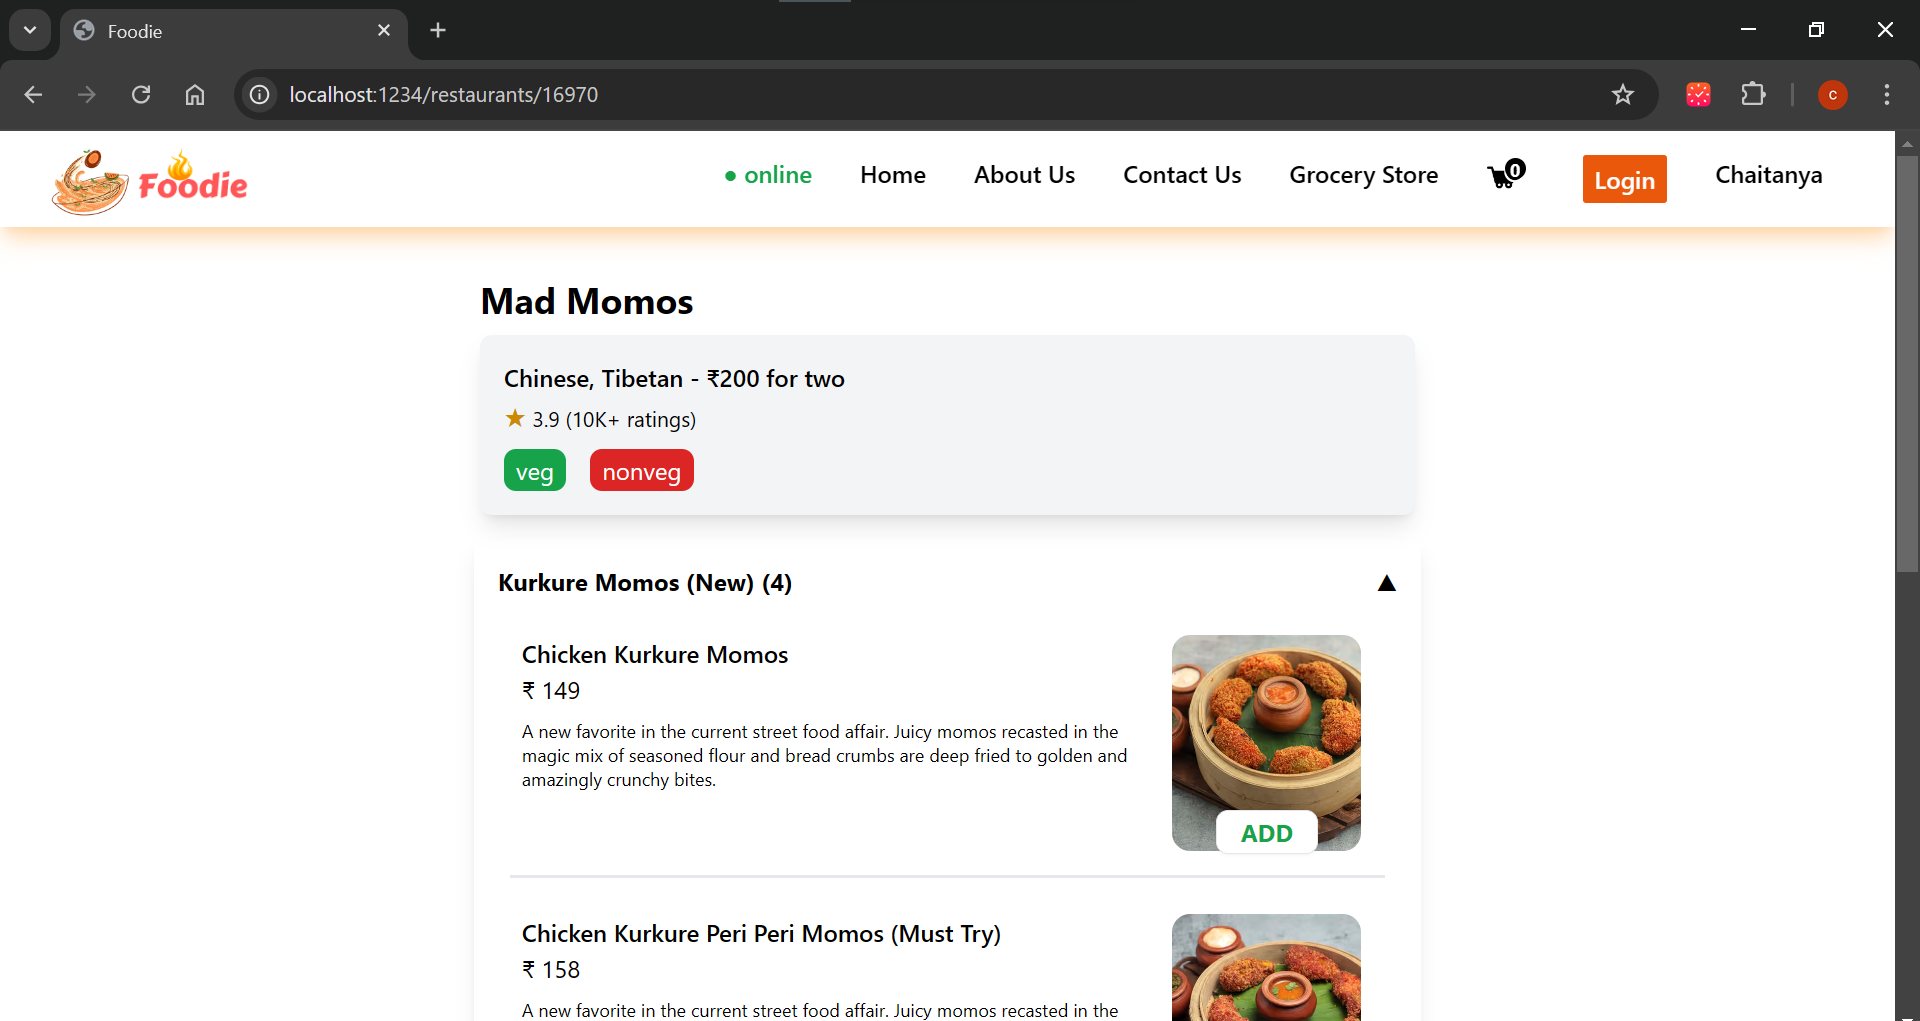 Foodie
localhost:1234/restaurants/16970
c
Foodie
online
Home
About Us
Contact Us
Grocery Store
0
Login
Chaitanya
Mad Momos
Chinese, Tibetan - ₹200 for two
★ 3.9 (10K+ ratings)
veg
nonveg
Kurkure Momos (New) (4)
Chicken Kurkure Momos
₹ 149
A new favorite in the current street food affair. Juicy momos recasted in the
magic mix of seasoned flour and bread crumbs are deep fried to golden and
amazingly crunchy bites.
ADD
Chicken Kurkure Peri Peri Momos (Must Try)
₹ 158
A new favorite in the current street food affair. Juicy momos recasted in the